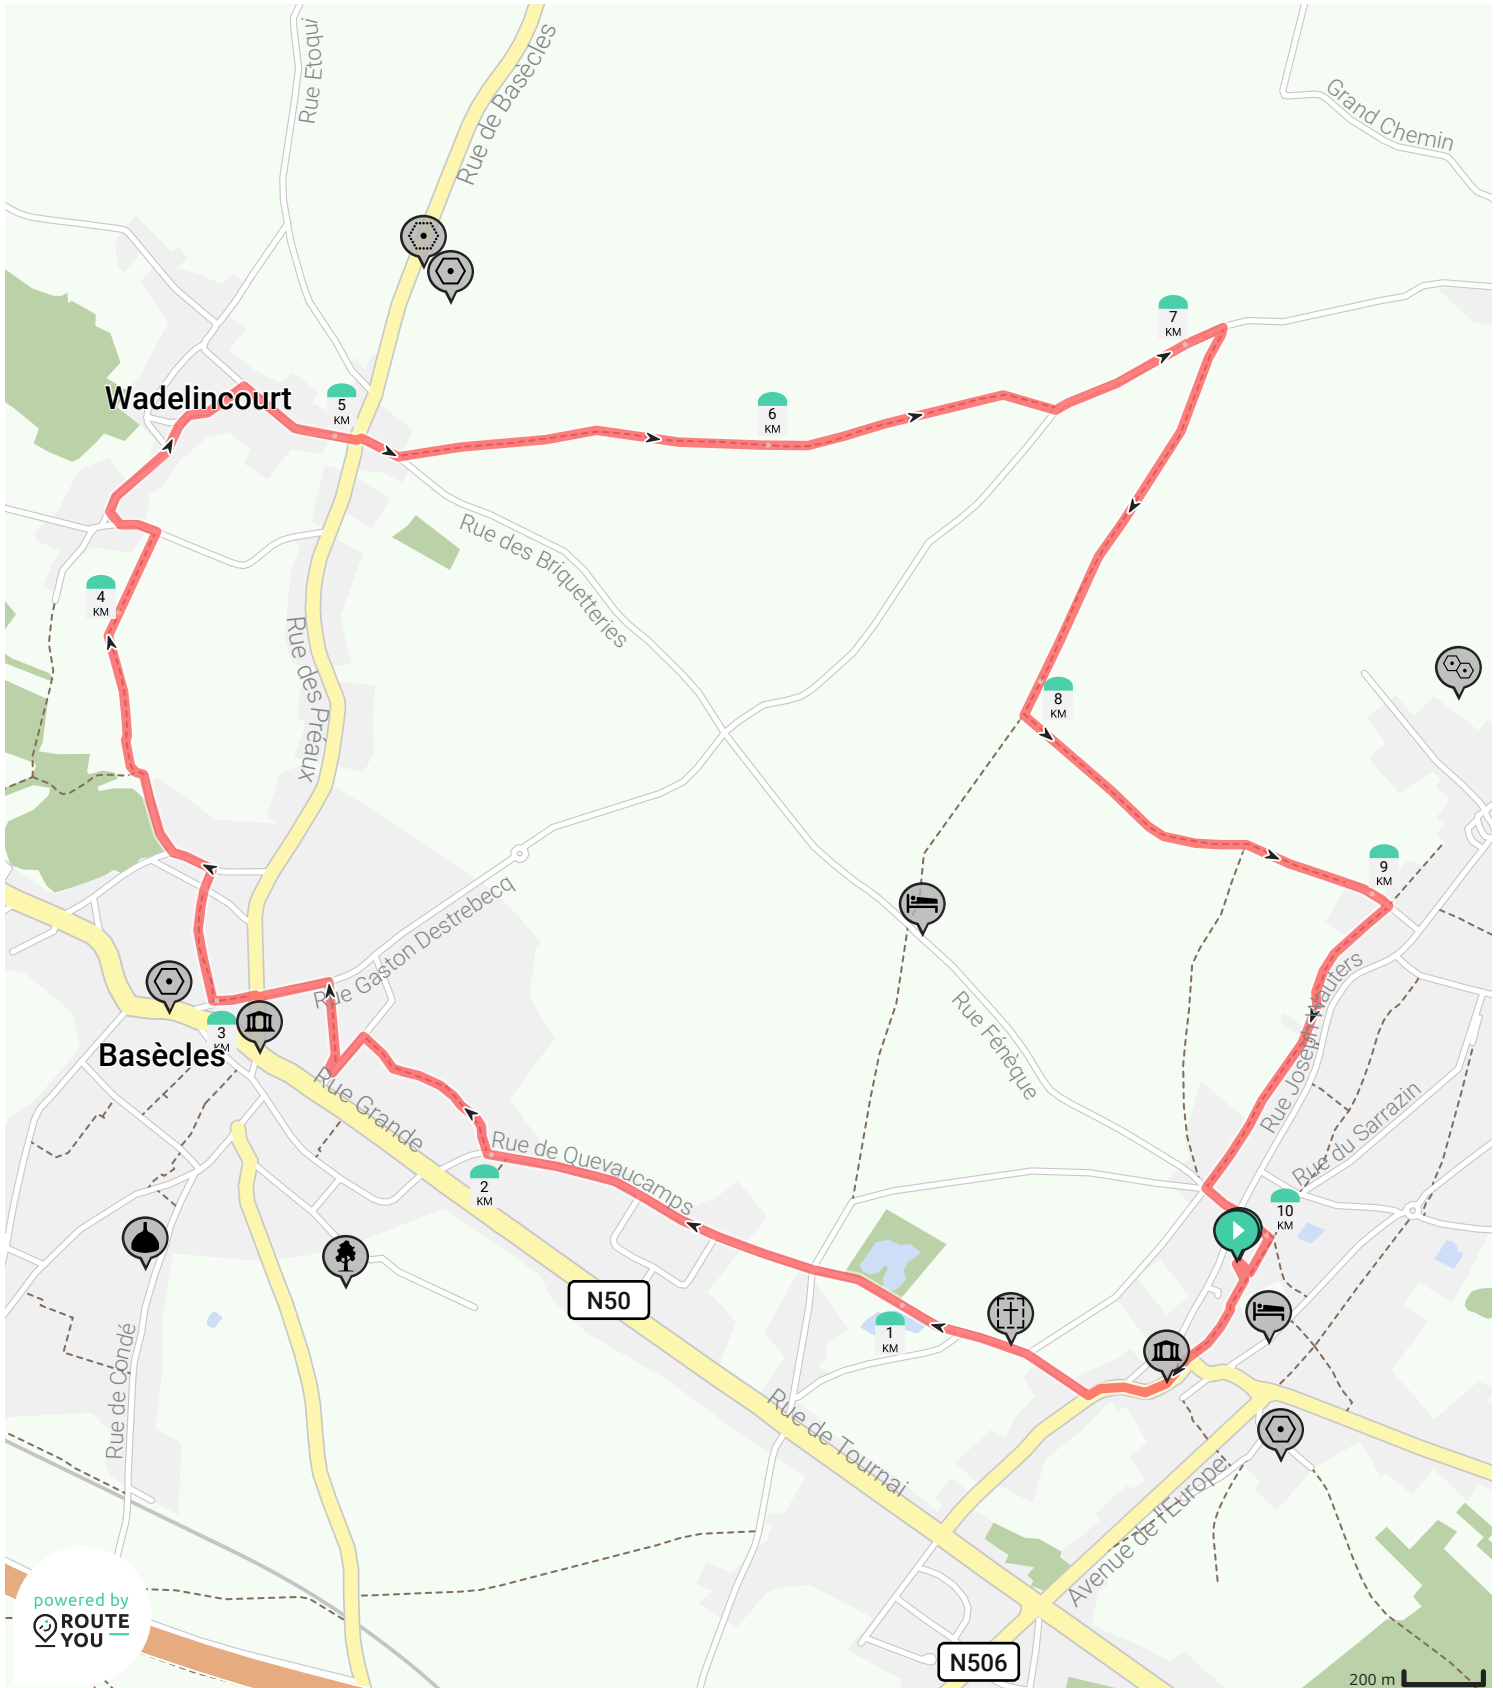 Rue Etoqui
Rue de Basècles
Grand Chemin
7
KM
Wadelincourt
5
KM
6
KM
Rue des Briquetteries
4
KM
Rue des Préaux
8
KM
9
KM
Rue Gaston Destrebecq
Rue Joseph Wauters
Rue Fénèque
3
KM
Basècles
Rue Grande
Rue du Sarrazin
Rue de Quevaucamps
2
KM
10
KM
N50
1
KM
Rue de Condé
Rue de Tournai
Avenue de l'Europe
powered by
ROUTE
YOU
N506
200 m